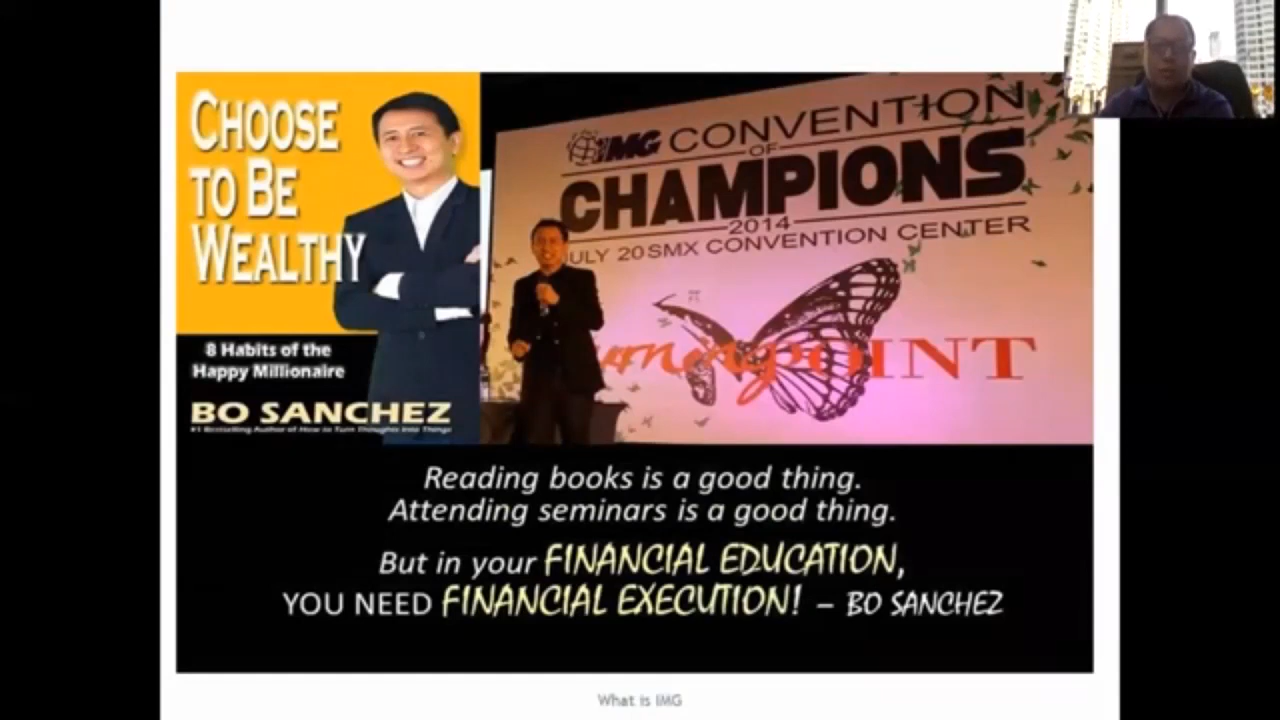 CHOOSE
TO BE
WEALTHY
8 Habits of the
Happy Millionaire
BO SANCHEZ
#1 Bestselling Author of How to Turn Thoughts Into Things
IMG CONVENTION
OF
CHAMPIONS
2014
JULY 20 SMX CONVENTION CENTER
POINT
Reading books is a good thing.
Attending seminars is a good thing.
But in your FINANCIAL EDUCATION,
YOU NEED FINANCIAL EXECUTION! – BO SANCHEZ
What is IMG